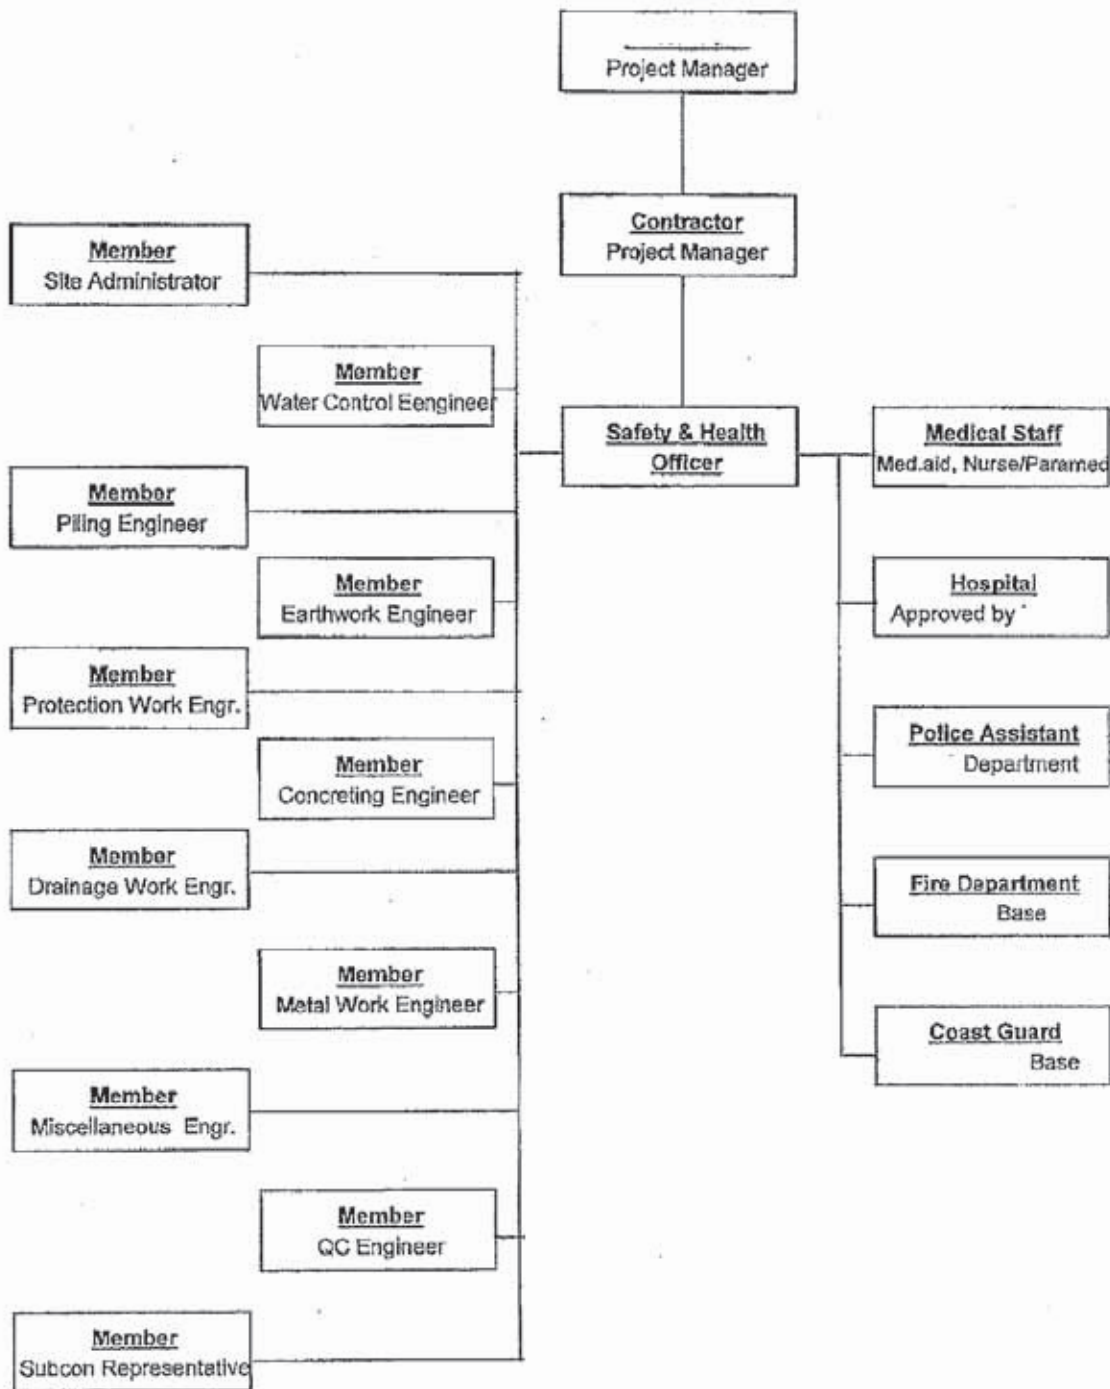 Project Manager
Contractor
Project Manager
Member
Site Administrator
Member
Water Control Eengineer
Safety & Health
Officer
Medical Staff
Med.aid, Nurse/Paramed
Member
Piling Engineer
Member
Earthwork Engineer
Hospital
Approved by
Member
Protection Work Engr.
Police Assistant
Department
Member
Concreting Engineer
Member
Drainage Work Engr.
Fire Department
Base
Member
Metal Work Engineer
Coast Guard
Base
Member
Miscellaneous Engr.
Member
QC Engineer
Member
Subcon Representative